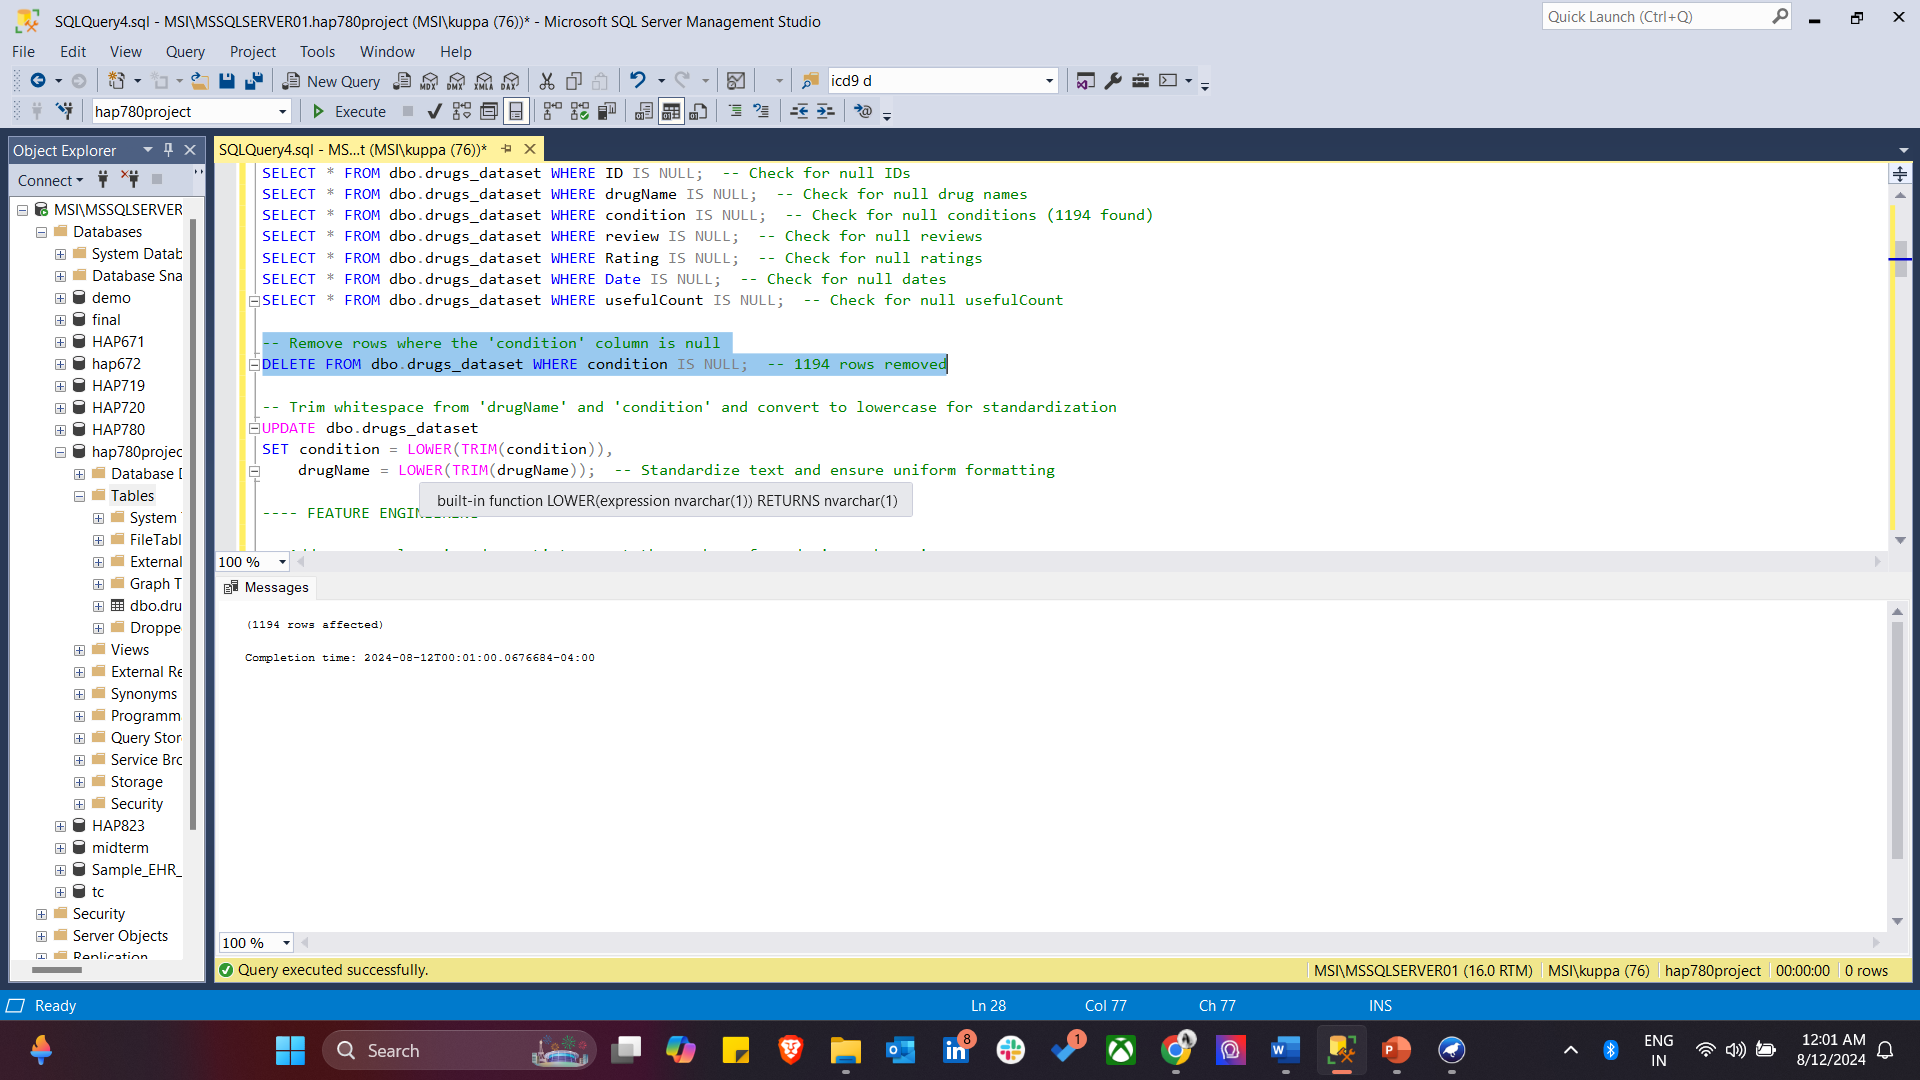 SQLQuery4.sql - MSI\MSSQLSERVER01.hap780project (MSI\kuppa (76))* - Microsoft SQL Server Management Studio
Quick Launch (Ctrl+Q)
File Edit View Query Project Tools Window Help
New Query
MDX DMX XMLA DAX
icd9 d
hap780project
Execute
Object Explorer
SQLQuery4.sql - MS...t (MSI\kuppa (76))*
Connect
MSI\MSSQLSERVER
Databases
System Datab
Database Sna
demo
final
HAP671
hap672
HAP719
HAP720
HAP780
hap780projec
Database D
Tables
System
FileTabl
External
Graph T
dbo.dru
Droppe
Views
External Re
Synonyms
Programm
Query Stor
Service Bro
Storage
Security
HAP823
midterm
Sample_EHR_
tc
Security
Server Objects
Replication
SELECT * FROM dbo.drugs_dataset WHERE ID IS NULL;  -- Check for null IDs
SELECT * FROM dbo.drugs_dataset WHERE drugName IS NULL;  -- Check for null drug names
SELECT * FROM dbo.drugs_dataset WHERE condition IS NULL;  -- Check for null conditions (1194 found)
SELECT * FROM dbo.drugs_dataset WHERE review IS NULL;  -- Check for null reviews
SELECT * FROM dbo.drugs_dataset WHERE Rating IS NULL;  -- Check for null ratings
SELECT * FROM dbo.drugs_dataset WHERE Date IS NULL;  -- Check for null dates
SELECT * FROM dbo.drugs_dataset WHERE usefulCount IS NULL;  -- Check for null usefulCount
-- Remove rows where the 'condition' column is null
DELETE FROM dbo.drugs_dataset WHERE condition IS NULL;  -- 1194 rows removed
-- Trim whitespace from 'drugName' and 'condition' and convert to lowercase for standardization
UPDATE dbo.drugs_dataset
SET condition = LOWER(TRIM(condition)),
drugName = LOWER(TRIM(drugName));  -- Standardize text and ensure uniform formatting
built-in function LOWER(expression nvarchar(1)) RETURNS nvarchar(1)
---- FEATURE
100 %
Messages
(1194 rows affected)
Completion time: 2024-08-12T00:01:00.0676684-04:00
100 %
Query executed successfully.
MSI\MSSQLSERVER01 (16.0 RTM) MSI\kuppa (76) hap780project 00:00:00 0 rows
Ready Ln 28 Col 77 Ch 77 INS
Search
8
1
ENG
IN
12:01 AM
8/12/2024